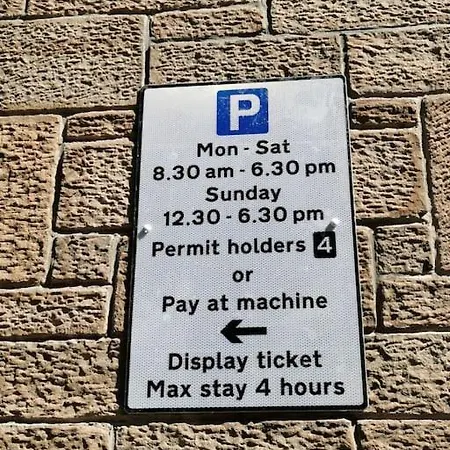 P
Mon - Sat
8.30 am - 6.30 pm
Sunday
12.30 - 6.30 pm
Permit holders 4
or
Pay at machine
Display ticket
Max stay 4 hours